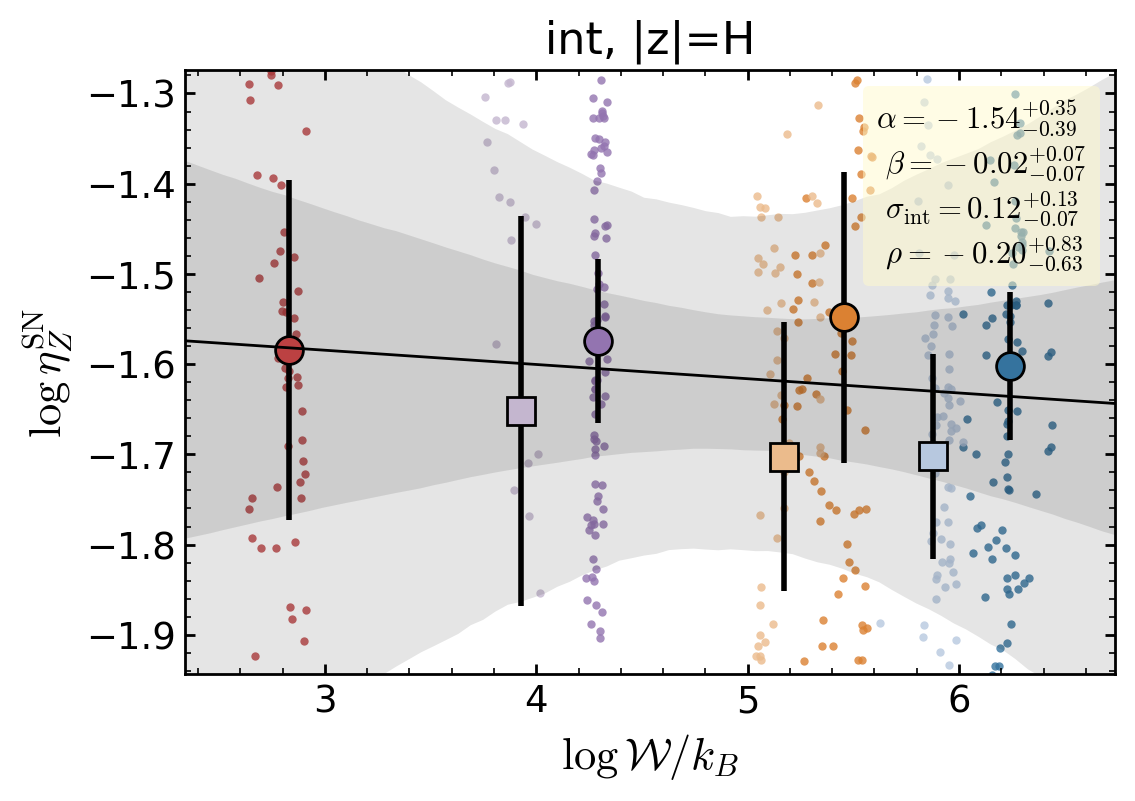 int, |z|=H
−1.3
−1.4
−1.5
−1.6
−1.7
−1.8
−1.9
log η_Z^SN
α = −1.54^{+0.35}_{−0.39}
β = −0.02^{+0.07}_{−0.07}
σ_int = 0.12^{+0.13}_{−0.07}
ρ = −0.20^{+0.83}_{−0.63}
3 4 5 6
log 𝒲/k_B